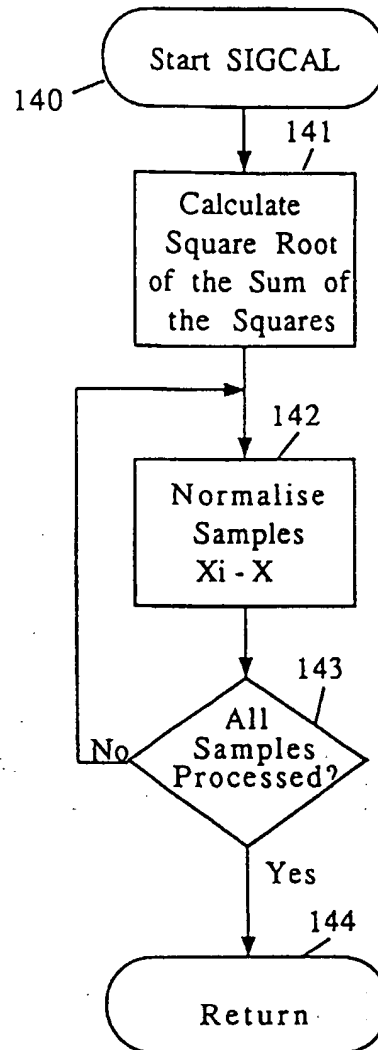 Start SIGCAL
140
141
Calculate
Square Root
of the Sum of
the Squares
142
Normalise
Samples
Xi - X
143
All
Samples
Processed?
No
Yes
144
Return